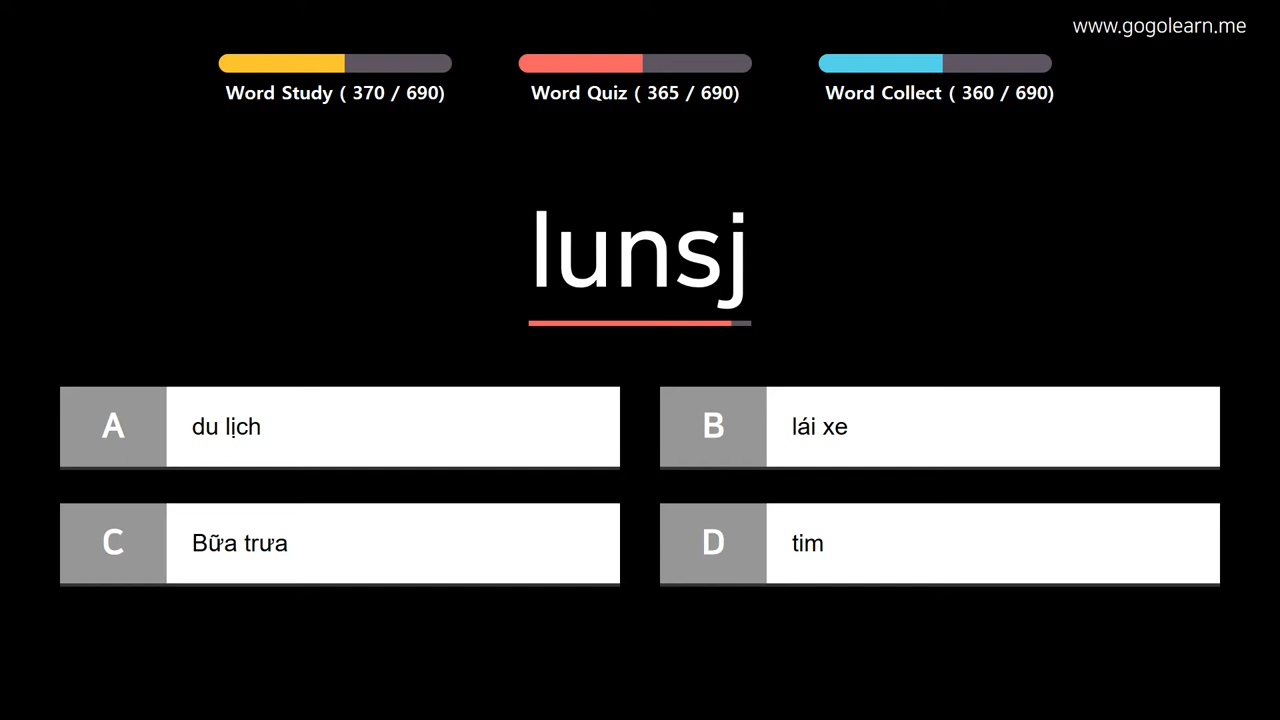 www.gogolearn.me
Word Study ( 370 / 690)
Word Quiz ( 365 / 690)
Word Collect ( 360 / 690)
lunsj
A
du lịch
B
lái xe
C
Bữa trưa
D
tim